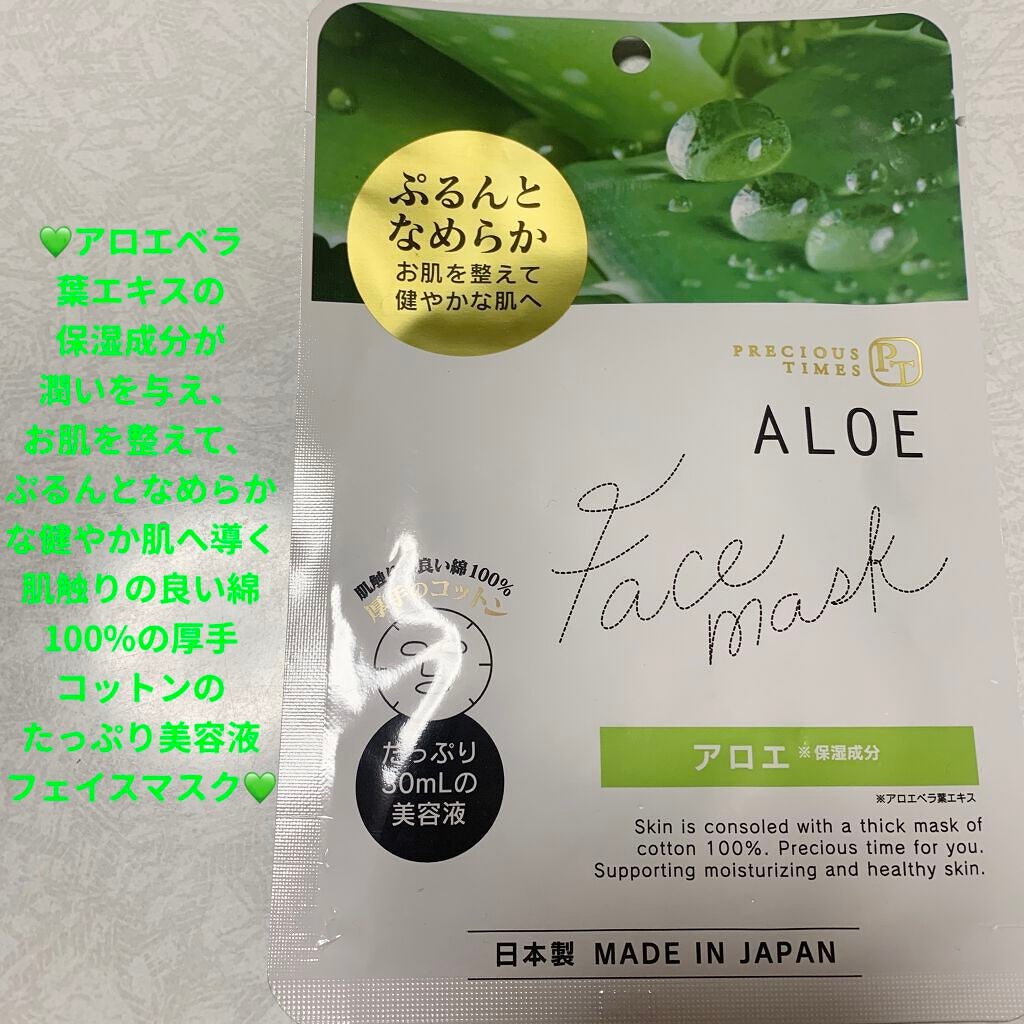 💚アロエベラ
葉エキスの
保湿成分が
潤いを与え、
お肌を整えて、
ぷるんとなめらか
な健やか肌へ導く
肌触りの良い綿
100%の厚手
コットンの
たっぷり美容液
フェイスマスク💚
ぷるんと
なめらか
お肌を整えて
健やかな肌へ
PRECIOUS
TIMES
PT
ALOE
Face
mask
肌触りの良い綿100%
厚手のコットン
たっぷり
30mLの
美容液
アロエ ※保湿成分
※アロエベラ葉エキス
Skin is consoled with a thick mask of
cotton 100%. Precious time for you.
Supporting moisturizing and healthy skin.
日本製 MADE IN JAPAN